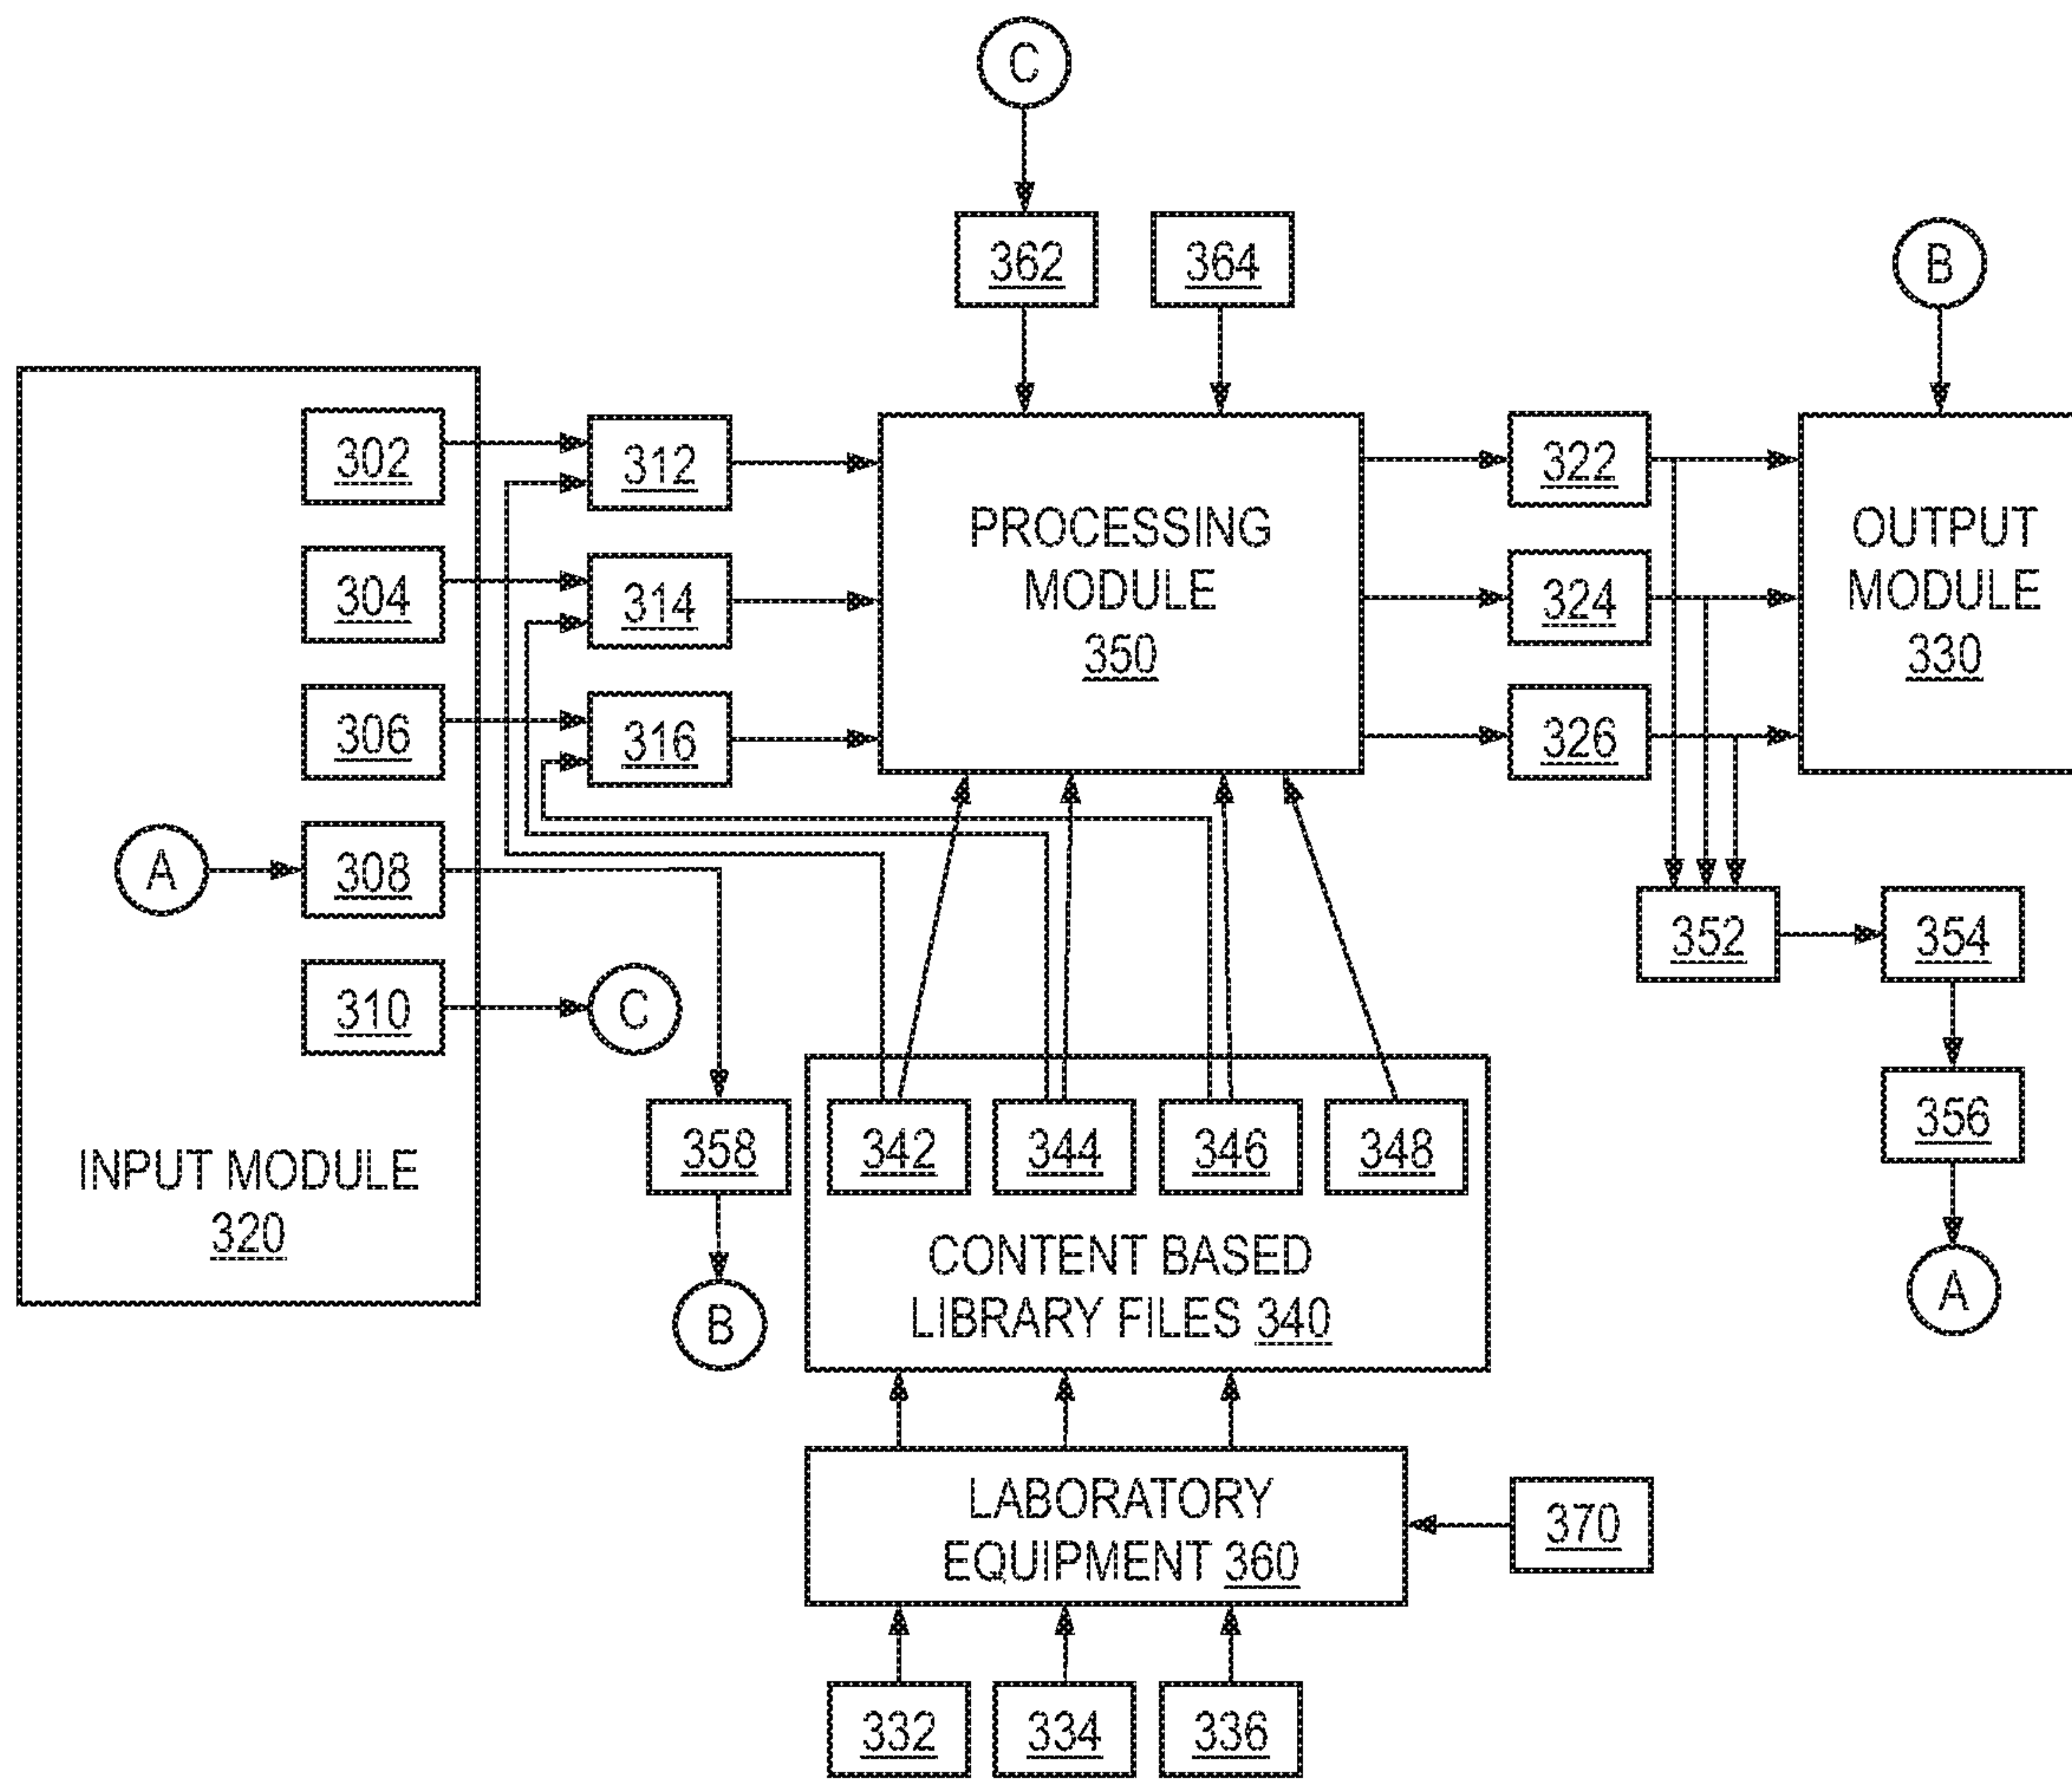 C
362
364
B
302
312
322
304
314
PROCESSING
MODULE
350
324
OUTPUT
MODULE
330
306
316
326
A
308
352
354
310
C
358
342
344
346
348
356
INPUT MODULE
320
CONTENT BASED
LIBRARY FILES 340
B
A
LABORATORY
EQUIPMENT 360
370
332
334
336